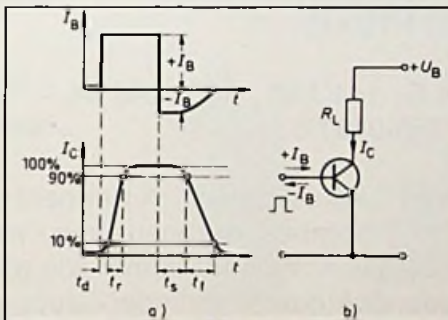 I_B
+I_B
-I_B
t
I_C
100%
90%
10%
t
t_d t_r t_s t_f
a)
+U_B
R_L
I_C
+I_B
-I_B
b)